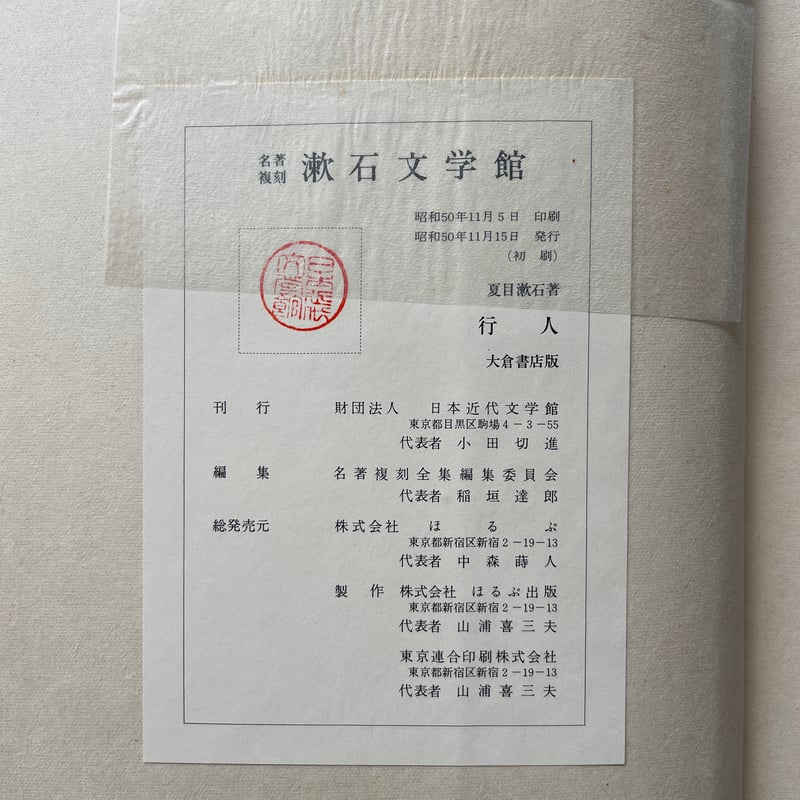 名著複刻 漱石文学館
昭和50年11月5日 印刷
昭和50年11月15日 発行
（初 刷）
夏目漱石著
行 人
大倉書店版
刊 行 財団法人 日本近代文学館
東京都目黒区駒場4－3－55
代表者 小田切進
編 集 名著複刻全集編集委員会
代表者 稲垣達郎
総発売元 株式会社 ほるぷ
東京都新宿区新宿2－19－13
代表者 中森蒔人
製 作 株式会社 ほるぷ出版
東京都新宿区新宿2－19－13
代表者 山浦喜三夫
東京連合印刷株式会社
東京都新宿区新宿2－19－13
代表者 山浦喜三夫